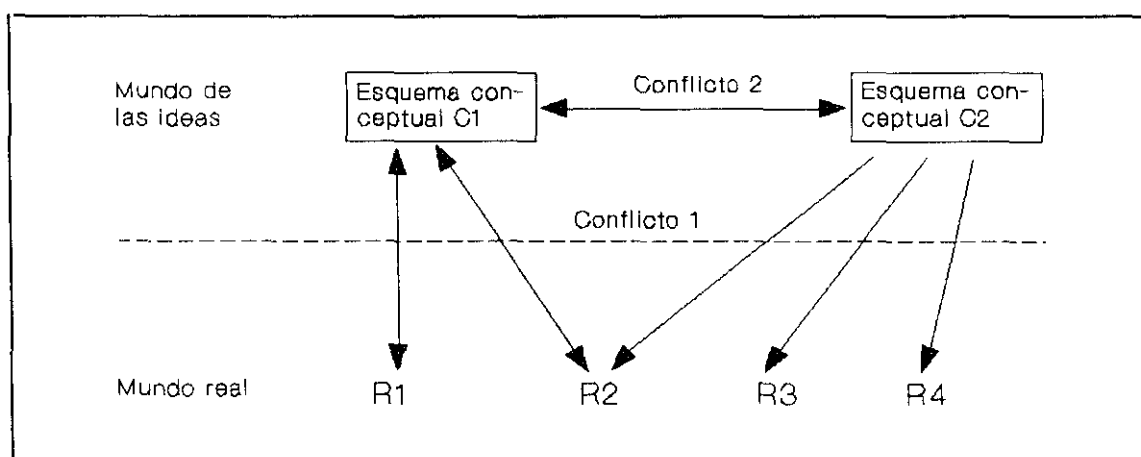 Mundo de
las ideas
Esquema con-
ceptual C1
Conflicto 2
Esquema con-
ceptual C2
Conflicto 1
Mundo real
R1
R2
R3
R4